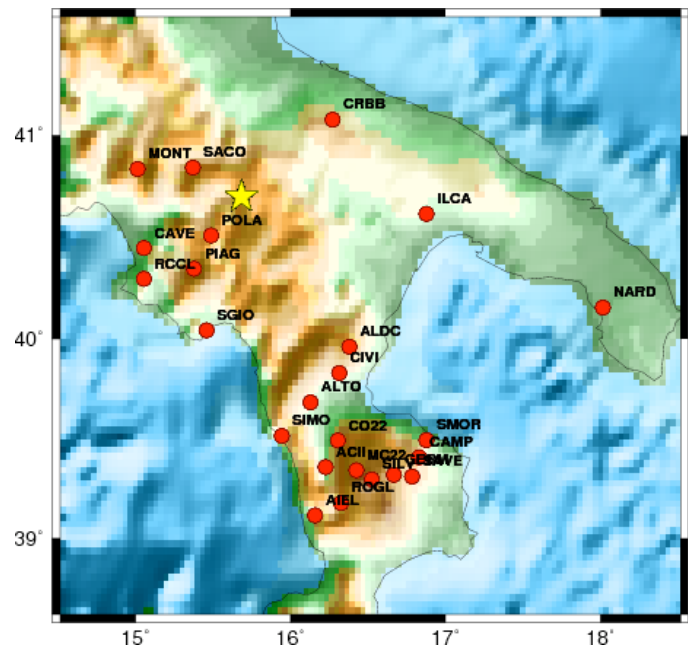 CRBB
41°
MONT
SACO
ILCA
POLA
CAVE
PIAG
RCCL
NARD
SGIO
40°
ALDC
CIVI
ALTO
SIMO
CO22
SMOR
CAMP
ACII
MC22
SILY
ROGL
AIEL
39°
15°
16°
17°
18°